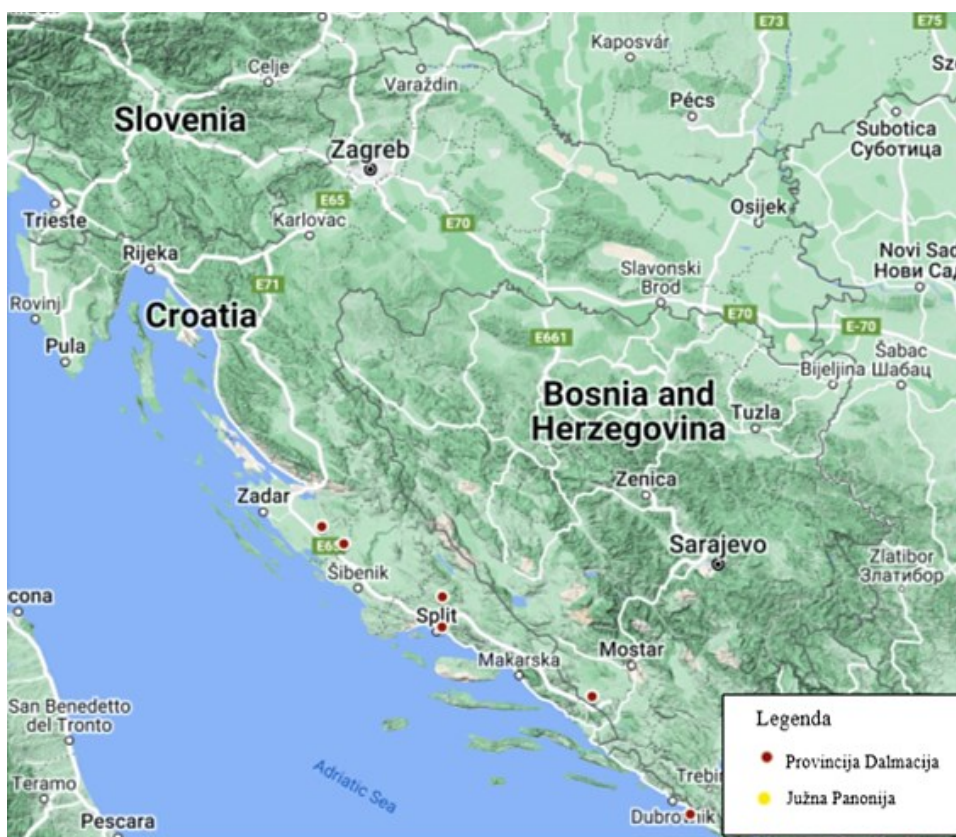 Maribor
Celje
Varaždin
Kaposvár
E73
E75
Slovenia
Pécs
Subotica
Суботица
Zagreb
E65
Trieste
Karlovac
E70
Osijek
Novi Sad
Нови Сад
Rijeka
E71
Slavonski
Brod
Rovinj
Croatia
E661
E70
E-70
Pula
Šabac
Шабац
Bijeljina
Bosnia and
Herzegovina
Tuzla
Zadar
Zenica
E65
Sarajevo
Zlatibor
Златибор
Šibenik
cona
Split
Makarska
Mostar
San Benedetto
del Tronto
Legenda
Provincija Dalmacija
Južna Panonija
Adriatic Sea
Trebin
Teramo
Dubrovnik
Pescara